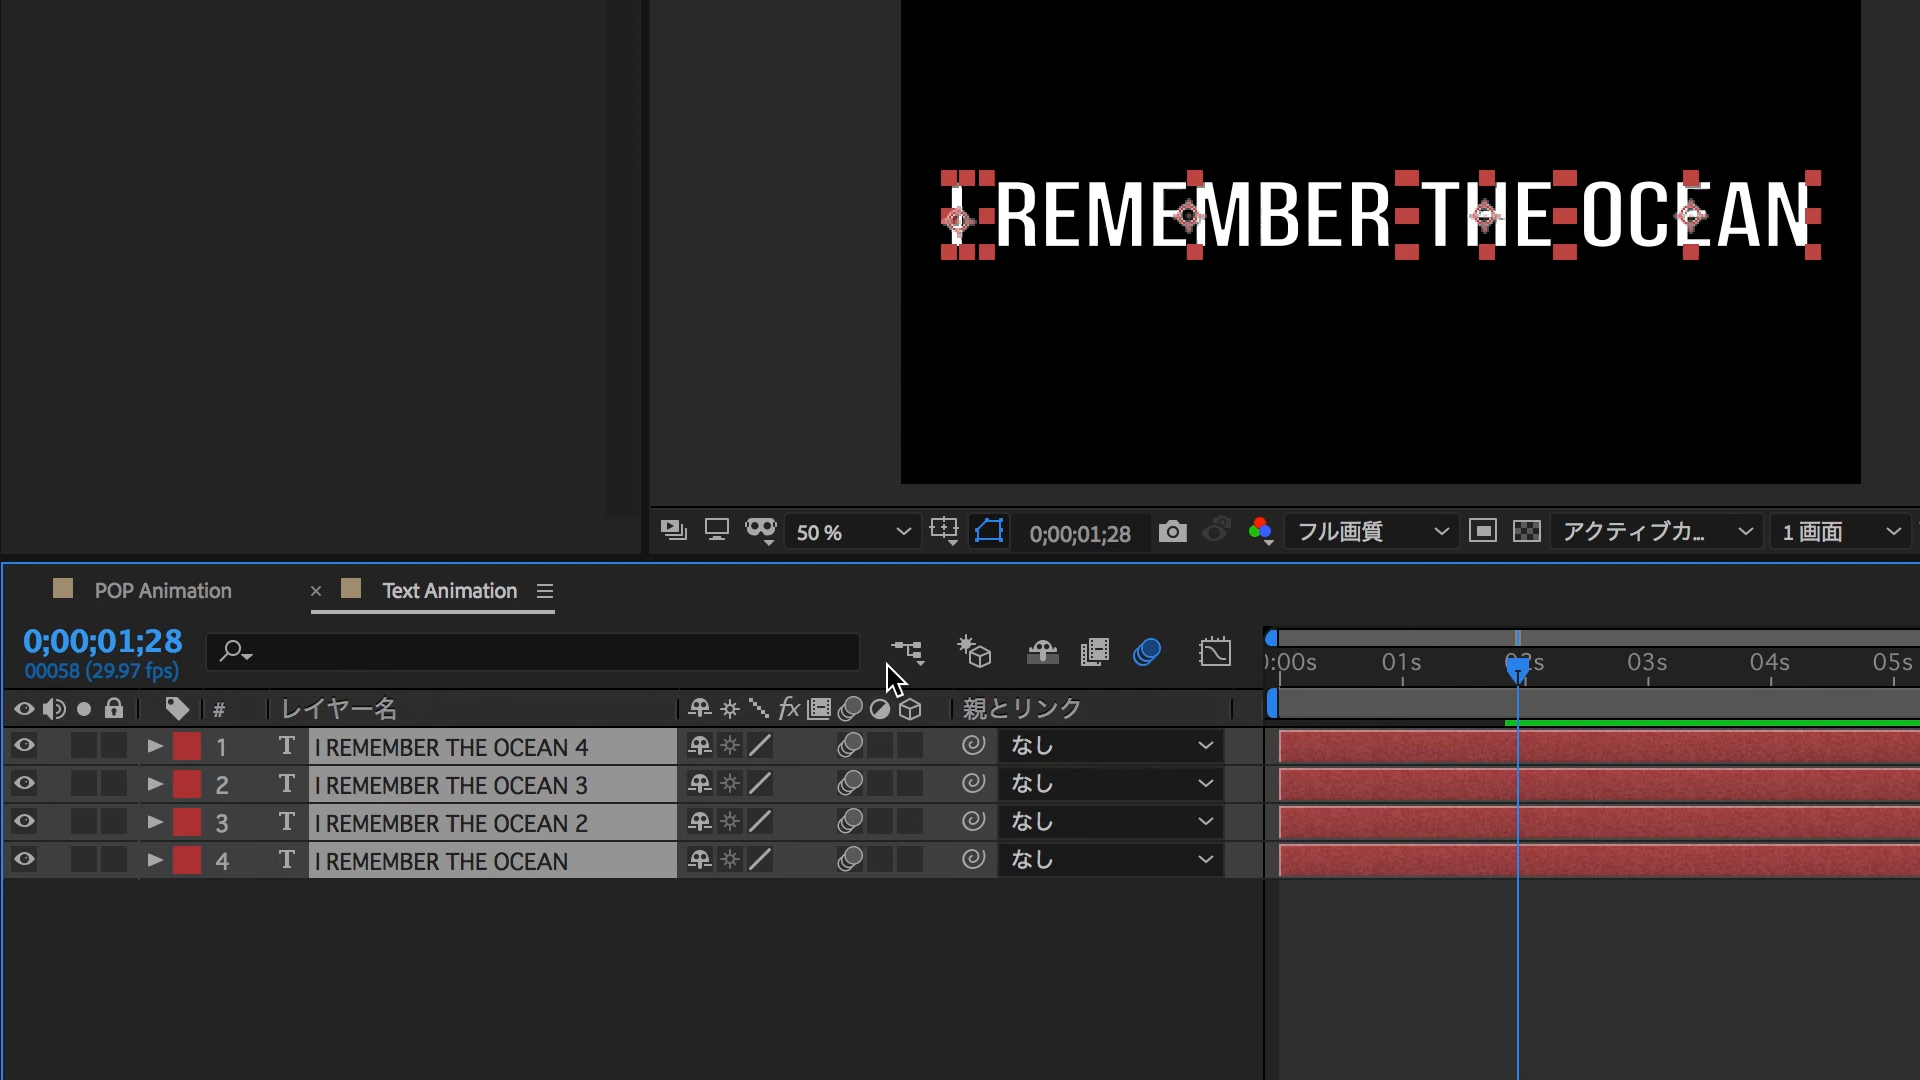 I REMEMBER THE OCEAN
50 %
0;00;01;28
フル画質
アクティブカ...
1 画面
POP Animation
× Text Animation
0;00;01;28
00058 (29.97 fps)
:00s 01s 02s 03s 04s 05s
# レイヤー名 fx 親とリンク
1 T I REMEMBER THE OCEAN 4 なし
2 T I REMEMBER THE OCEAN 3 なし
3 T I REMEMBER THE OCEAN 2 なし
4 T I REMEMBER THE OCEAN なし